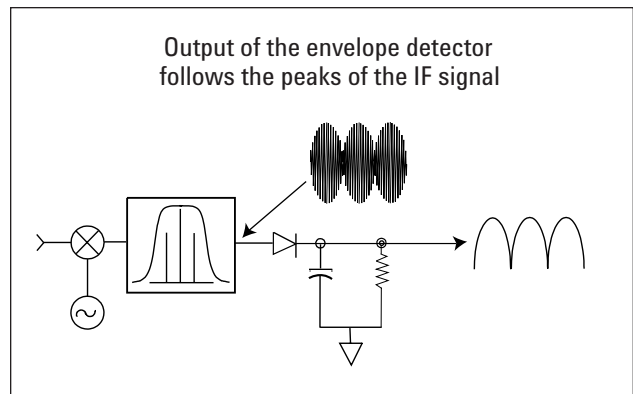 Output of the envelope detector
follows the peaks of the IF signal